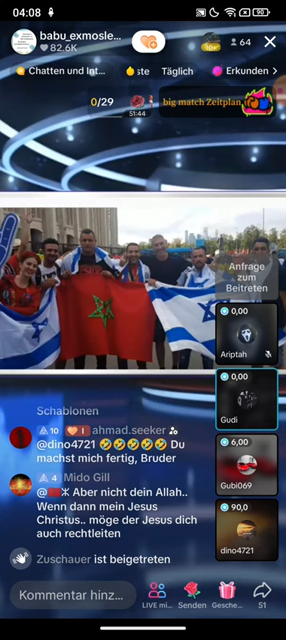 04:08
90
babu_exmosle...
82.6K
10+
64
Chatten und Int...
ste
Täglich
Erkunden
0/29
51:44
big match Zeitplan
Anfrage
zum
Beitreten
0,00
Ariptah
0,00
Gudi
6,00
Gubi069
90,0
dino4721
Schablonen
10
I
ahmad.seeker
@dino4721 🤣🤣🤣🤣🤣 Du
machst mich fertig, Bruder
4
Mido Gill
Aber nicht dein Allah..
Wenn dann mein Jesus
Christus.. möge der Jesus dich
auch rechtleiten
Zuschauer ist beigetreten
Kommentar hinz...
LIVE mi...
Senden
Gesche...
51